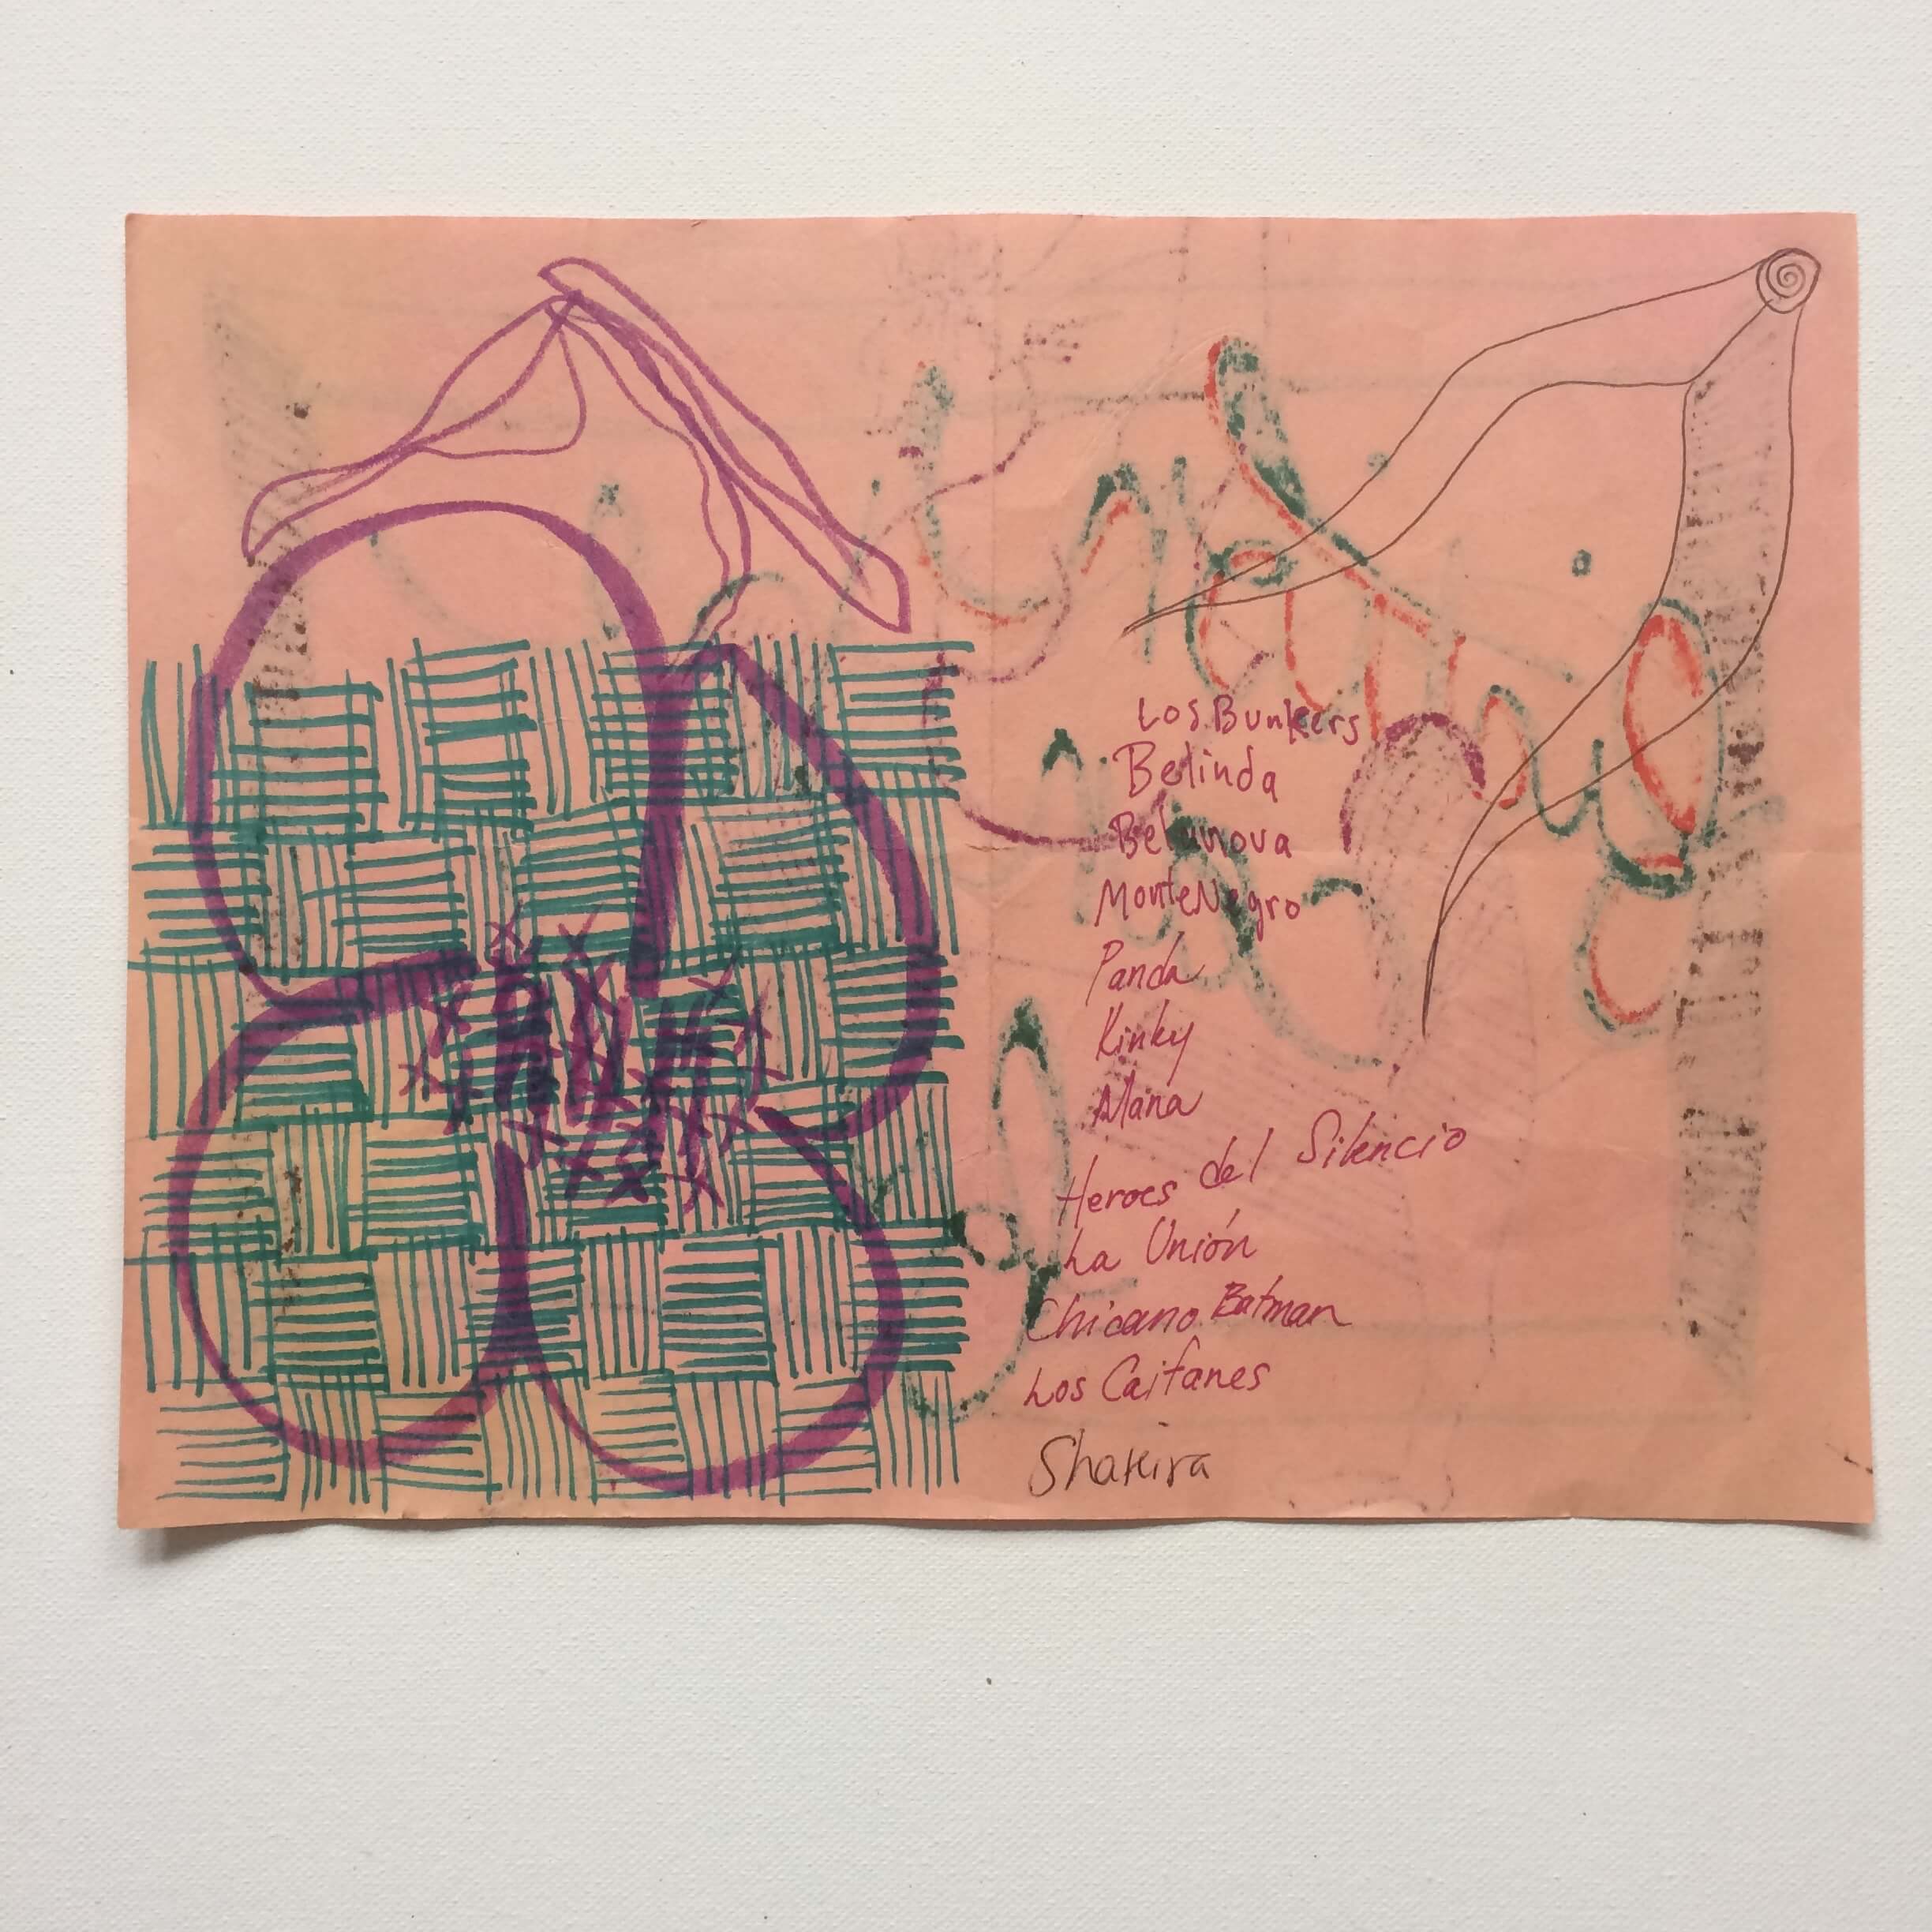 Los Bunkers
Belinda
Belanova
MonteNegro
Panda
Kinky
Mana
Heroes del Silencio
La Unión
Chicano Batman
Los Caifanes
Shakira